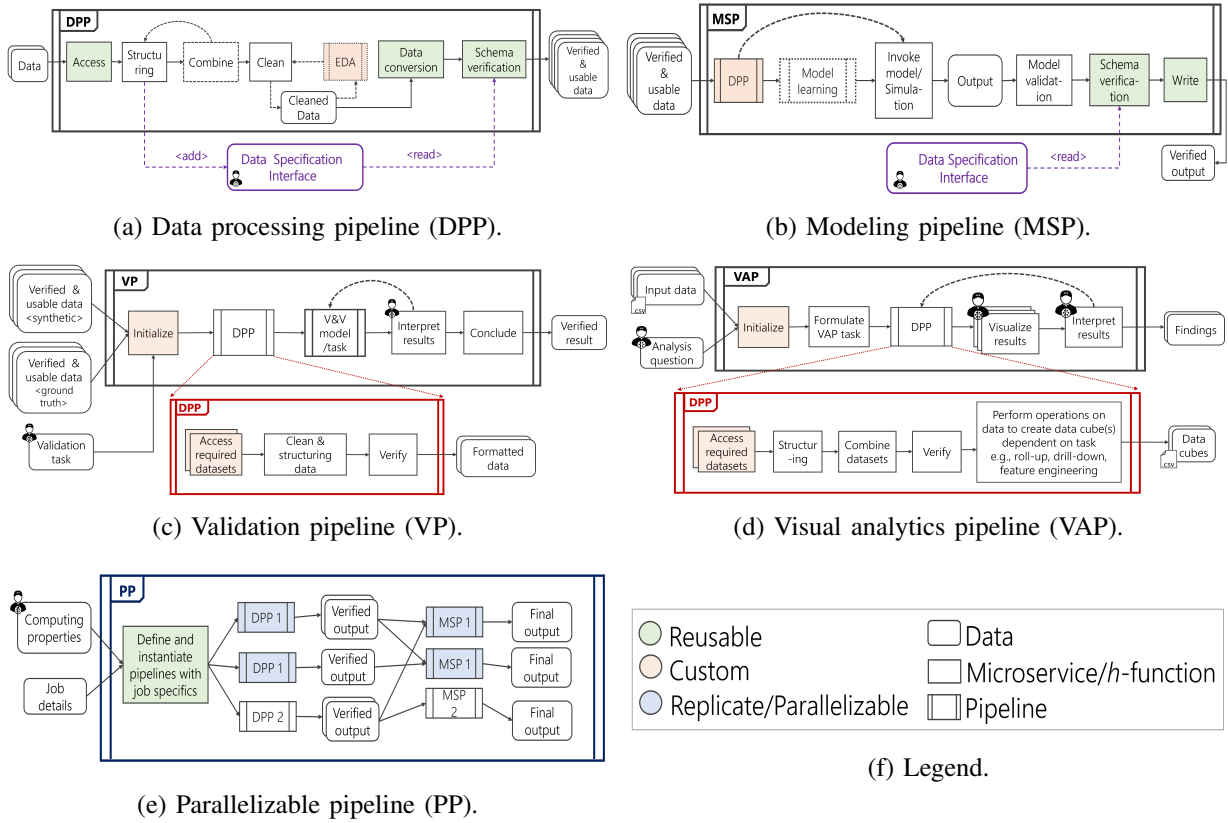 DPP
Data
Access
Structu
ring
Combine
Clean
EDA
Data
conversion
Schema
verification
Verified &
usable
data
Cleaned
Data
<add>
Data Specification
Interface
<read>
(a) Data processing pipeline (DPP).
MSP
Verified &
usable
data
DPP
Model
learning
Invoke
model/
Simula-
tion
Output
Model
valida-
tion
Schema
verifica-
tion
Write
Data Specification
Interface
<read>
Verified
output
(b) Modeling pipeline (MSP).
VP
Verified &
usable data
<synthetic>
Verified &
usable data
<ground
truth>
Validation
task
Initialize
DPP
V&V
model
/task
Interpret
results
Conclude
Verified
result
DPP
Access
required
datasets
Clean &
structuring
data
Verify
Formatted
data
(c) Validation pipeline (VP).
VAP
Input data
.csv
Analysis
question
Initialize
Formulate
VAP task
DPP
Visualize
results
Interpret
results
Findings
DPP
Access
required
datasets
Structur
-ing
Combine
datasets
Verify
Perform operations on
data to create data cube(s)
dependent on task
e.g., roll-up, drill-down,
feature engineering
Data
cubes
.csv
(d) Visual analytics pipeline (VAP).
PP
Computing
properties
Job
details
Define and
instantiate
pipelines with
job specifics
DPP 1
Verified
output
MSP 1
Final
output
DPP 1
Verified
output
MSP 1
Final
output
DPP 2
Verified
output
MSP
2
Final
output
(e) Parallelizable pipeline (PP).
Reusable
Custom
Replicate/Parallelizable
Data
Microservice/h-function
Pipeline
(f) Legend.